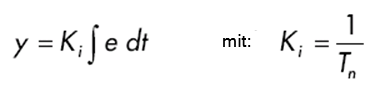 y = K_i ∫ e dt mit: K_i = 1/T_n